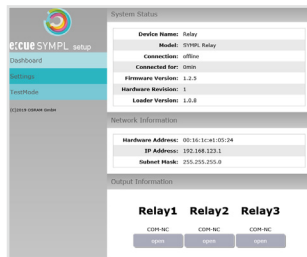 e:cue SYMPL setup
Dashboard
Settings
TestMode
(C)2019 OSRAM GmbH
System Status
Device Name: Relay
Model: SYMPL Relay
Connection: offline
Connected for: 0min
Firmware Version: 1.2.5
Hardware Revision: 1
Loader Version: 1.0.8
Network Information
Hardware Address: 00:16:1c:e1:05:24
IP Address: 192.168.123.1
Subnet Mask: 255.255.255.0
Output Information
Relay1 Relay2 Relay3
COM-NC COM-NC COM-NC
open open open